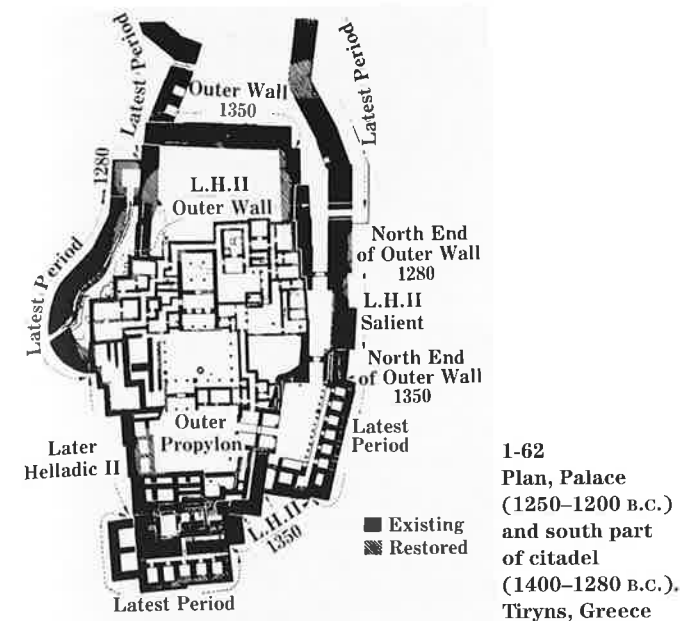 Latest Period
Latest Period
Outer Wall
1350
1280
L.H.II
Outer Wall
North End
of Outer Wall
1280
Latest Period
L.H.II
Salient
North End
of Outer Wall
1350
Outer
Propylon
Latest
Period
Later
Helladic II
L.H.II
1350
Existing
Restored
Latest Period
1-62
Plan, Palace
(1250–1200 B.C.)
and south part
of citadel
(1400–1280 B.C.).
Tiryns, Greece